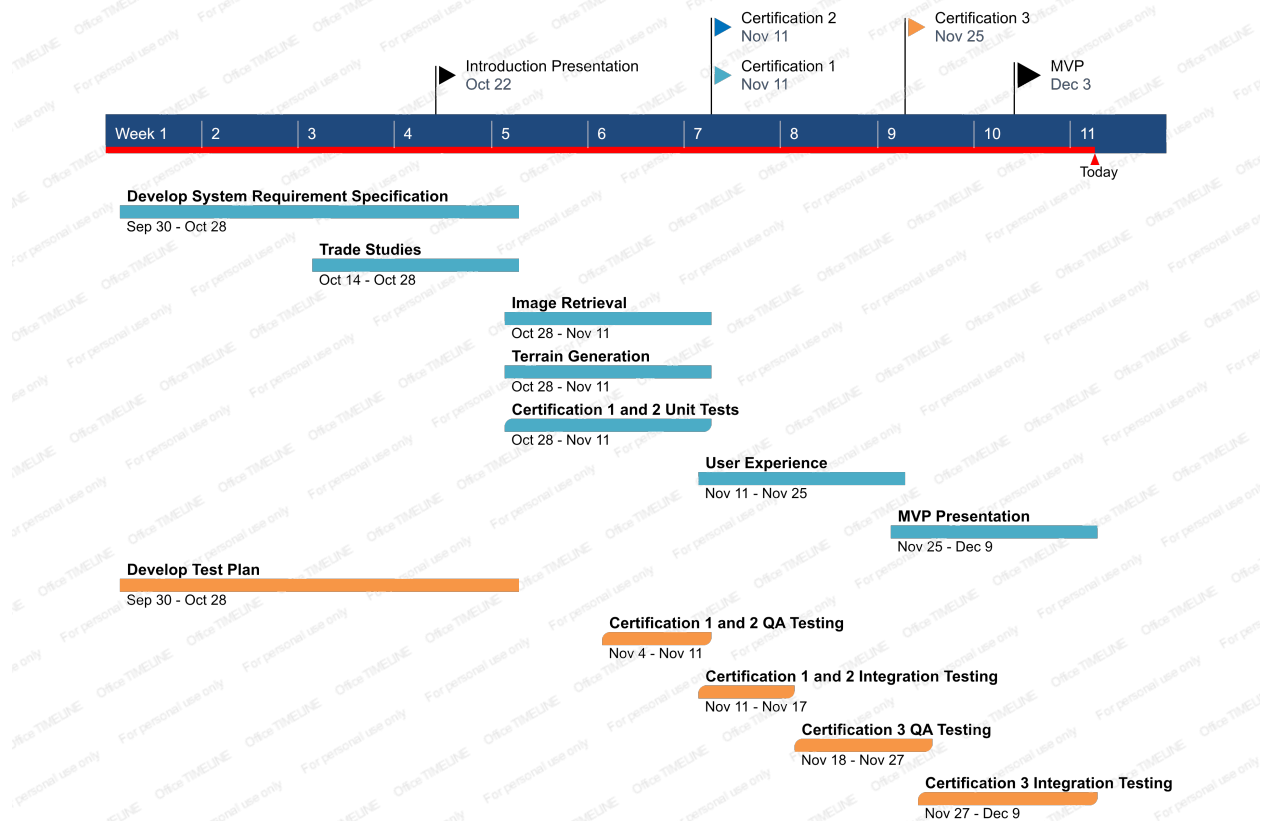 Certification 2
Nov 11
Certification 3
Nov 25
Introduction Presentation
Oct 22
Certification 1
Nov 11
MVP
Dec 3
Week 1 2 3 4 5 6 7 8 9 10 11
Today
Develop System Requirement Specification
Sep 30 - Oct 28
Trade Studies
Oct 14 - Oct 28
Image Retrieval
Oct 28 - Nov 11
Terrain Generation
Oct 28 - Nov 11
Certification 1 and 2 Unit Tests
Oct 28 - Nov 11
User Experience
Nov 11 - Nov 25
MVP Presentation
Nov 25 - Dec 9
Develop Test Plan
Sep 30 - Oct 28
Certification 1 and 2 QA Testing
Nov 4 - Nov 11
Certification 1 and 2 Integration Testing
Nov 11 - Nov 17
Certification 3 QA Testing
Nov 18 - Nov 27
Certification 3 Integration Testing
Nov 27 - Dec 9
Office TIMELINE
For personal use only